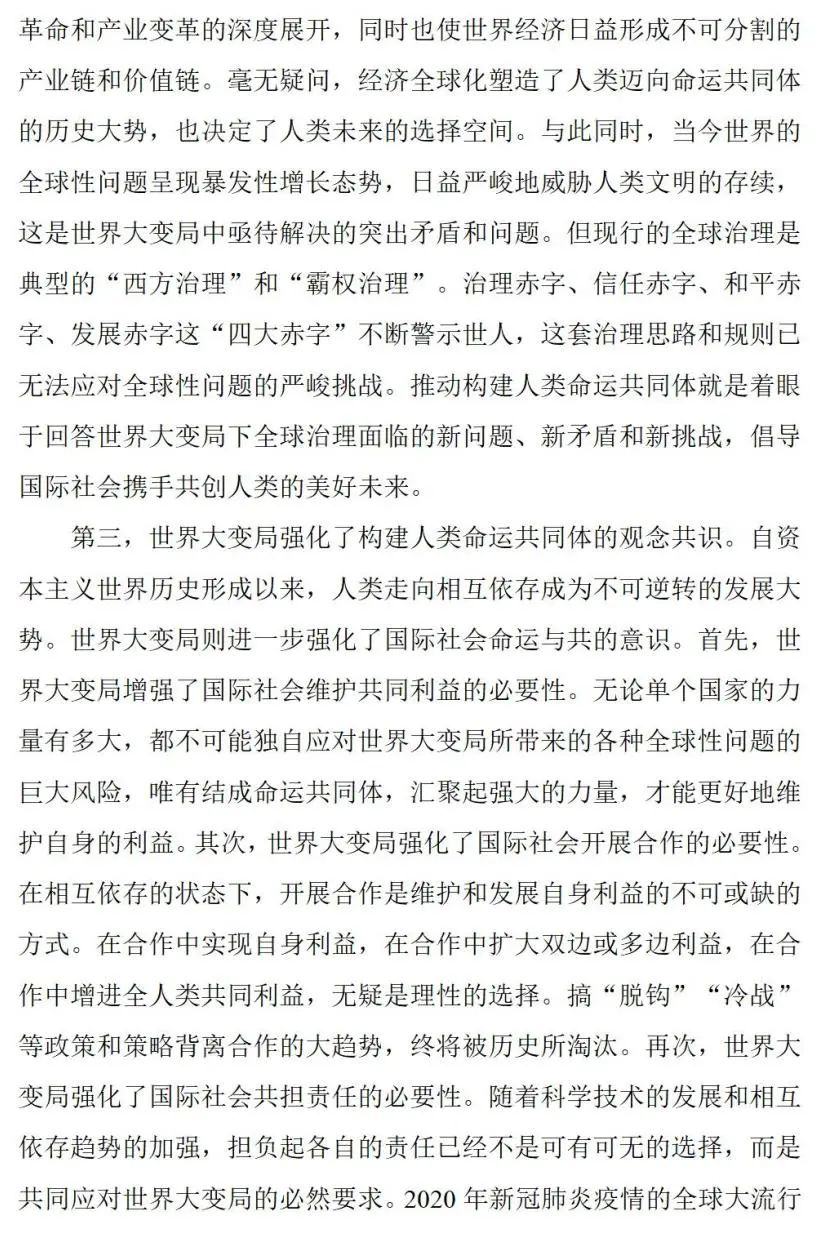 革命和产业变革的深度展开，同时也使世界经济日益形成不可分割的
产业链和价值链。毫无疑问，经济全球化塑造了人类迈向命运共同体
的历史大势，也决定了人类未来的选择空间。与此同时，当今世界的
全球性问题呈现暴发性增长态势，日益严峻地威胁人类文明的存续，
这是世界大变局中亟待解决的突出矛盾和问题。但现行的全球治理是
典型的“西方治理”和“霸权治理”。治理赤字、信任赤字、和平赤
字、发展赤字这“四大赤字”不断警示世人，这套治理思路和规则已
无法应对全球性问题的严峻挑战。推动构建人类命运共同体就是着眼
于回答世界大变局下全球治理面临的新问题、新矛盾和新挑战，倡导
国际社会携手共创人类的美好未来。
第三，世界大变局强化了构建人类命运共同体的观念共识。自资
本主义世界历史形成以来，人类走向相互依存成为不可逆转的发展大
势。世界大变局则进一步强化了国际社会命运与共的意识。首先，世
界大变局增强了国际社会维护共同利益的必要性。无论单个国家的力
量有多大，都不可能独自应对世界大变局所带来的各种全球性问题的
巨大风险，唯有结成命运共同体，汇聚起强大的力量，才能更好地维
护自身的利益。其次，世界大变局强化了国际社会开展合作的必要性。
在相互依存的状态下，开展合作是维护和发展自身利益的不可或缺的
方式。在合作中实现自身利益，在合作中扩大双边或多边利益，在合
作中增进全人类共同利益，无疑是理性的选择。搞“脱钩”“冷战”
等政策和策略背离合作的大趋势，终将被历史所淘汰。再次，世界大
变局强化了国际社会共担责任的必要性。随着科学技术的发展和相互
依存趋势的加强，担负起各自的责任已经不是可有可无的选择，而是
共同应对世界大变局的必然要求。2020 年新冠肺炎疫情的全球大流行